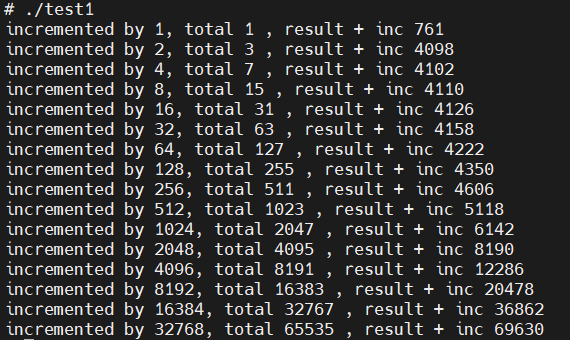 # ./test1
incremented by 1, total 1 , result + inc 761
incremented by 2, total 3 , result + inc 4098
incremented by 4, total 7 , result + inc 4102
incremented by 8, total 15 , result + inc 4110
incremented by 16, total 31 , result + inc 4126
incremented by 32, total 63 , result + inc 4158
incremented by 64, total 127 , result + inc 4222
incremented by 128, total 255 , result + inc 4350
incremented by 256, total 511 , result + inc 4606
incremented by 512, total 1023 , result + inc 5118
incremented by 1024, total 2047 , result + inc 6142
incremented by 2048, total 4095 , result + inc 8190
incremented by 4096, total 8191 , result + inc 12286
incremented by 8192, total 16383 , result + inc 20478
incremented by 16384, total 32767 , result + inc 36862
incremented by 32768, total 65535 , result + inc 69630